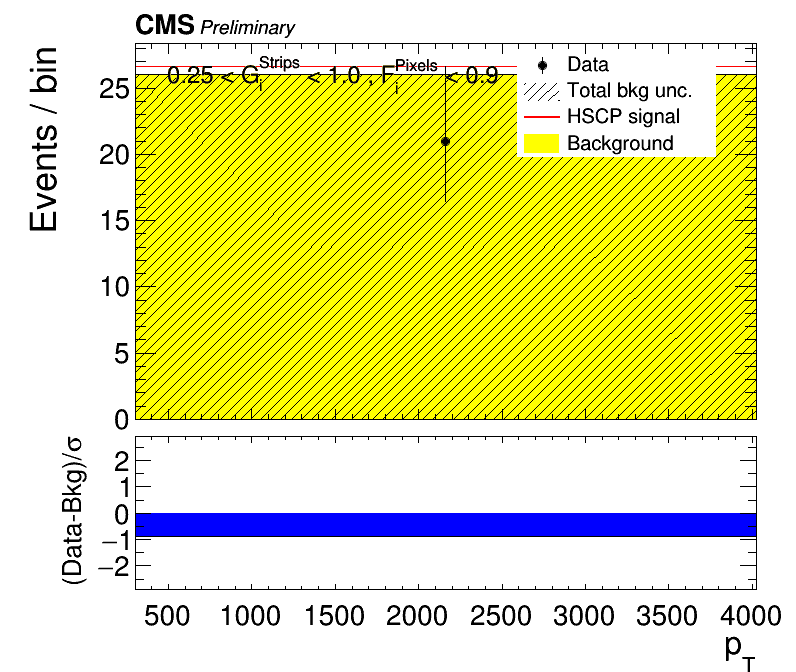 CMS Preliminary
Events / bin
0.25 < G_i^Strips < 1.0 , F_i^Pixels < 0.9
Data
Total bkg unc.
HSCP signal
Background
25
20
15
10
5
0
(Data-Bkg)/σ
2
1
0
−1
−2
500 1000 1500 2000 2500 3000 3500 4000
p_T